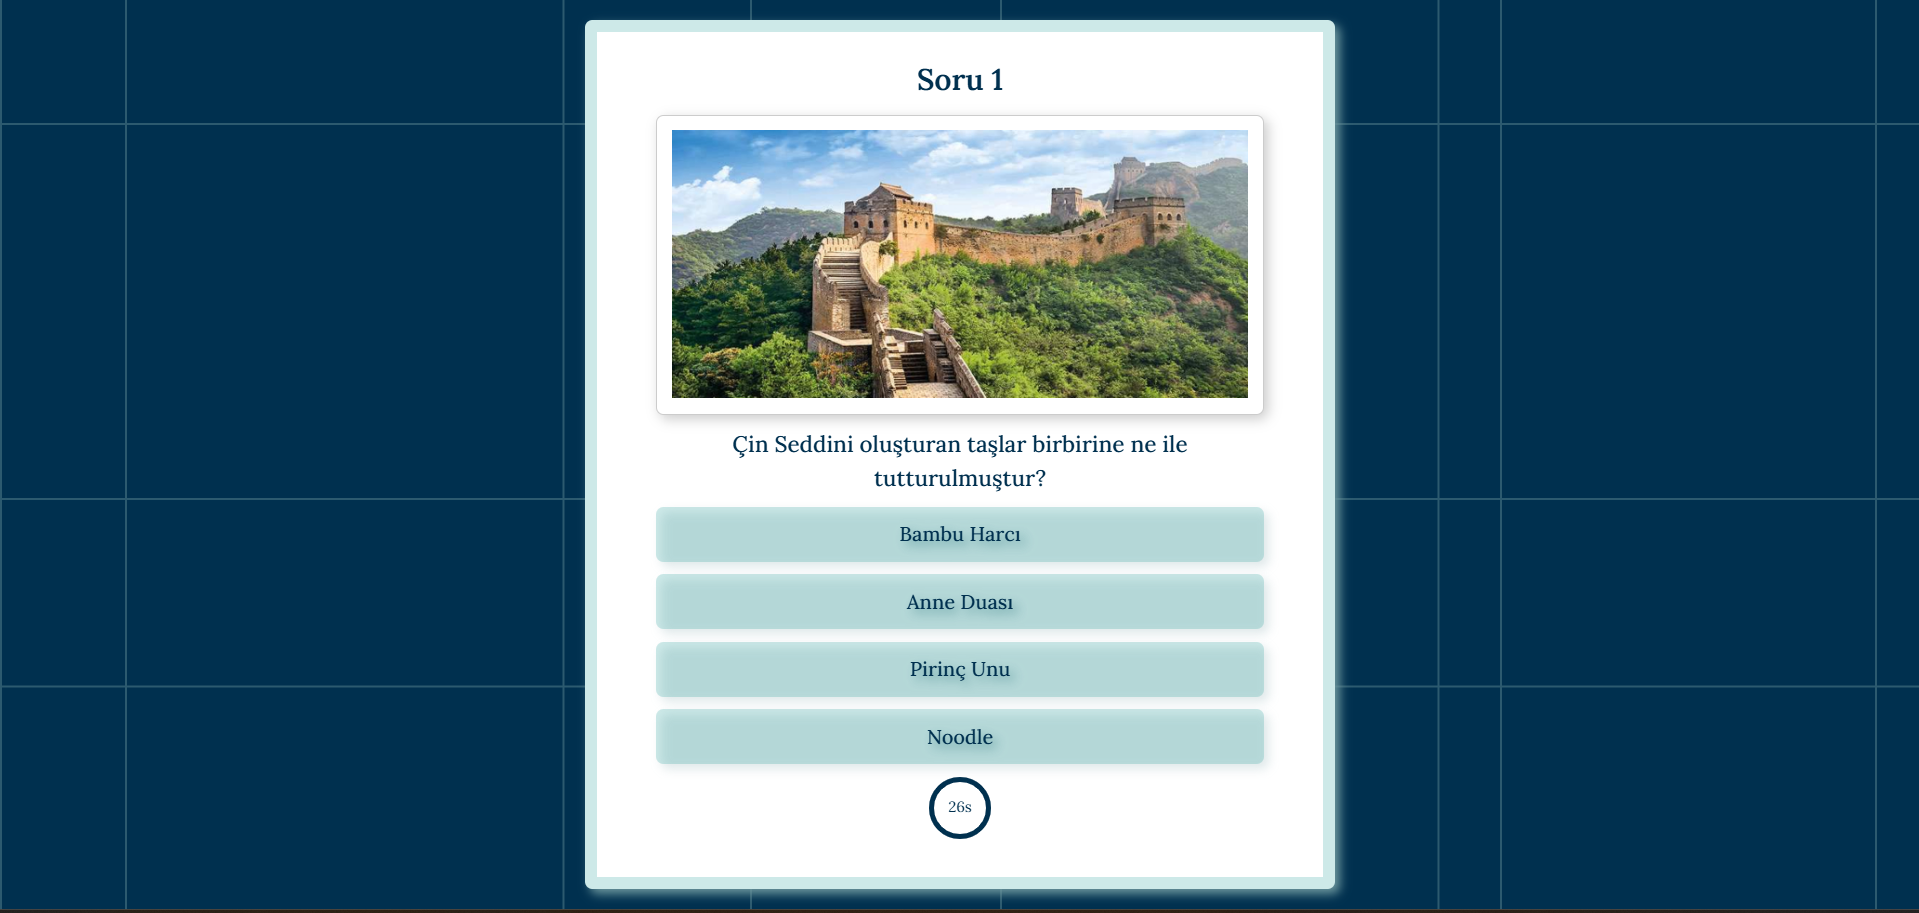 Soru 1
Çin Seddini oluşturan taşlar birbirine ne ile
tutturulmuştur?
Bambu Harcı
Anne Duası
Pirinç Unu
Noodle
26s